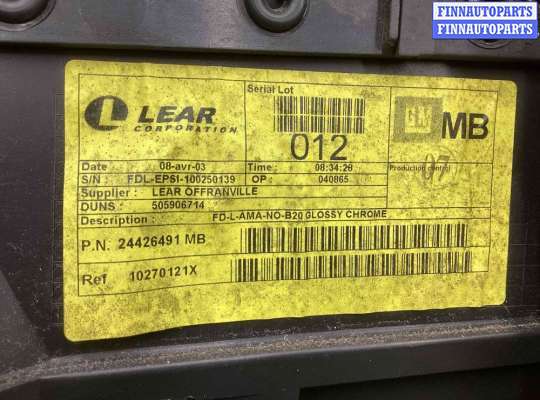 FINNAUTOPARTS
FINNAUTOPARTS
L LEAR
CORPORATION
Serial Lot
012
GM MB
Date 08-avr-03 Time : 08:34:28 Production control 07
S/N : FDL-EPSI-100250139 OP : 040865
Supplier : LEAR OFFRANVILLE
DUNS : 505906714
Description : FD-L-AMA-NO-B20 GLOSSY CHROME
P.N. 24426491 MB
Ref 10270121X